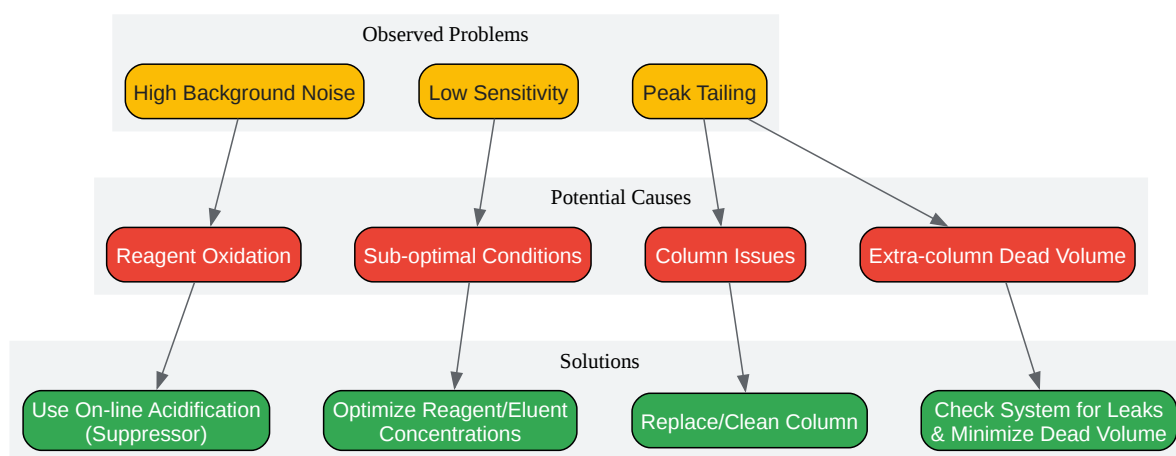 Observed Problems
High Background Noise
Low Sensitivity
Peak Tailing
Potential Causes
Reagent Oxidation
Sub-optimal Conditions
Column Issues
Extra-column Dead Volume
Solutions
Use On-line Acidification
(Suppressor)
Optimize Reagent/Eluent
Concentrations
Replace/Clean Column
Check System for Leaks
& Minimize Dead Volume